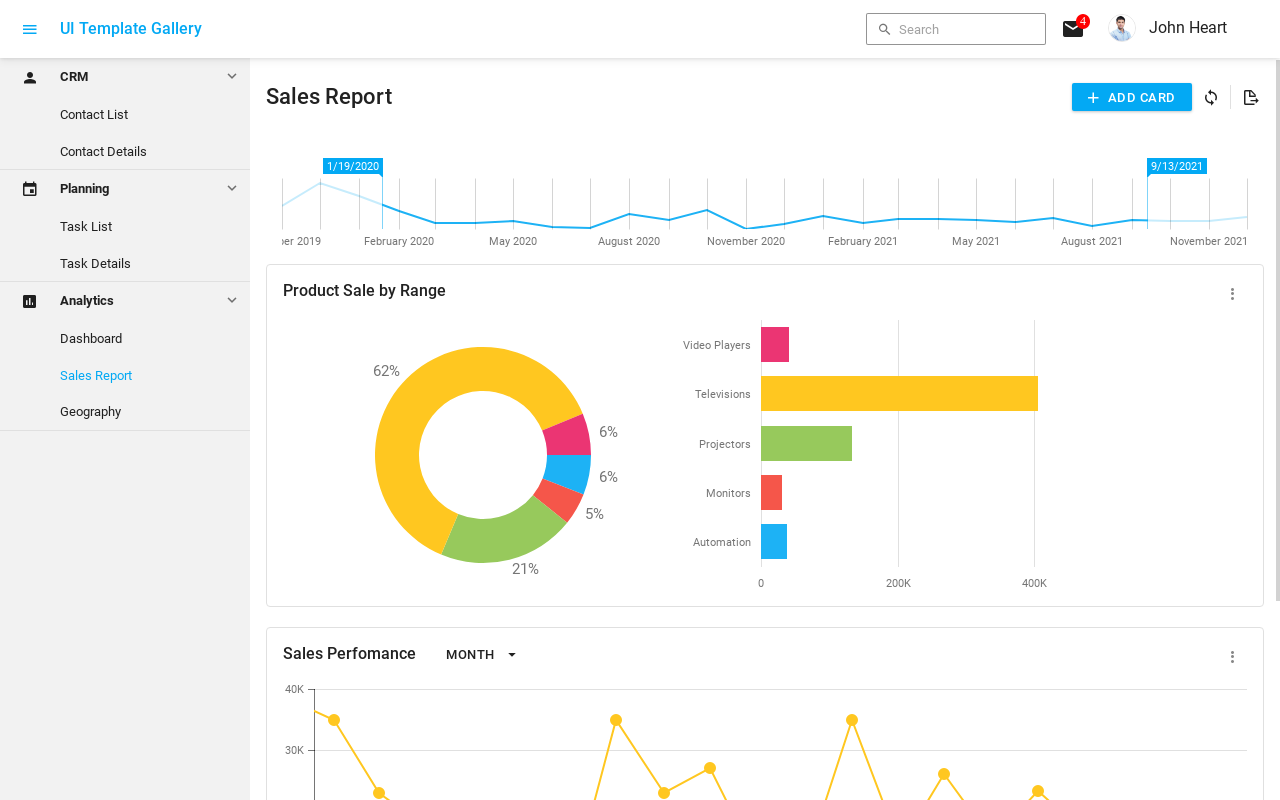 UI Template Gallery
Search
4
John Heart
CRM
Contact List
Contact Details
Planning
Task List
Task Details
Analytics
Dashboard
Sales Report
Geography
Sales Report
ADD CARD
1/19/2020
9/13/2021
ber 2019
February 2020
May 2020
August 2020
November 2020
February 2021
May 2021
August 2021
November 2021
Product Sale by Range
62%
6%
6%
5%
21%
Video Players
Televisions
Projectors
Monitors
Automation
0
200K
400K
Sales Perfomance
MONTH
40K
30K